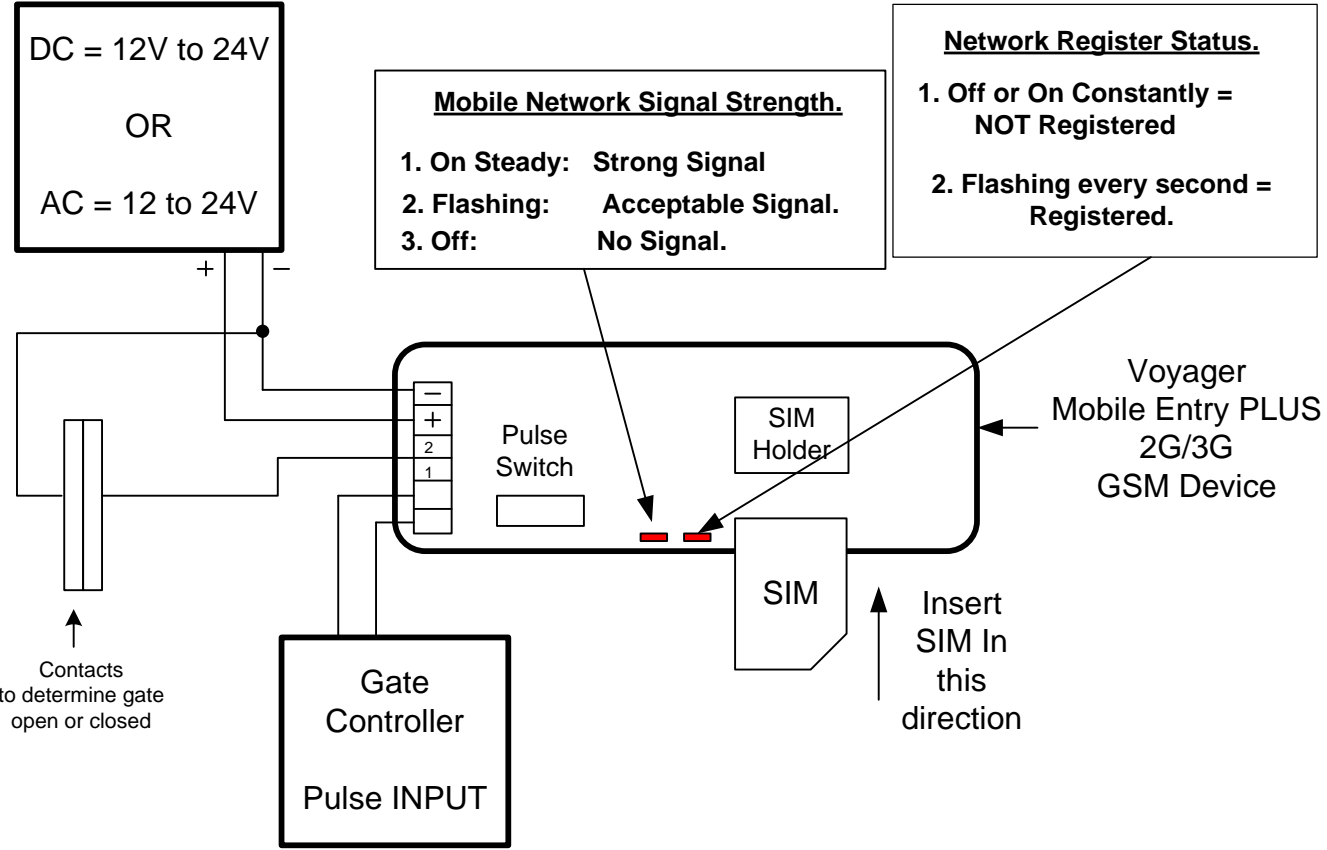 DC = 12V to 24V
OR
AC = 12 to 24V
+ −
Mobile Network Signal Strength.
1. On Steady: Strong Signal
2. Flashing: Acceptable Signal.
3. Off: No Signal.
Network Register Status.
1. Off or On Constantly =
NOT Registered
2. Flashing every second =
Registered.
−
+
2
1
Pulse
Switch
SIM
Holder
Voyager
Mobile Entry PLUS
2G/3G
GSM Device
SIM
Insert
SIM In
this
direction
Contacts
to determine gate
open or closed
Gate
Controller
Pulse INPUT